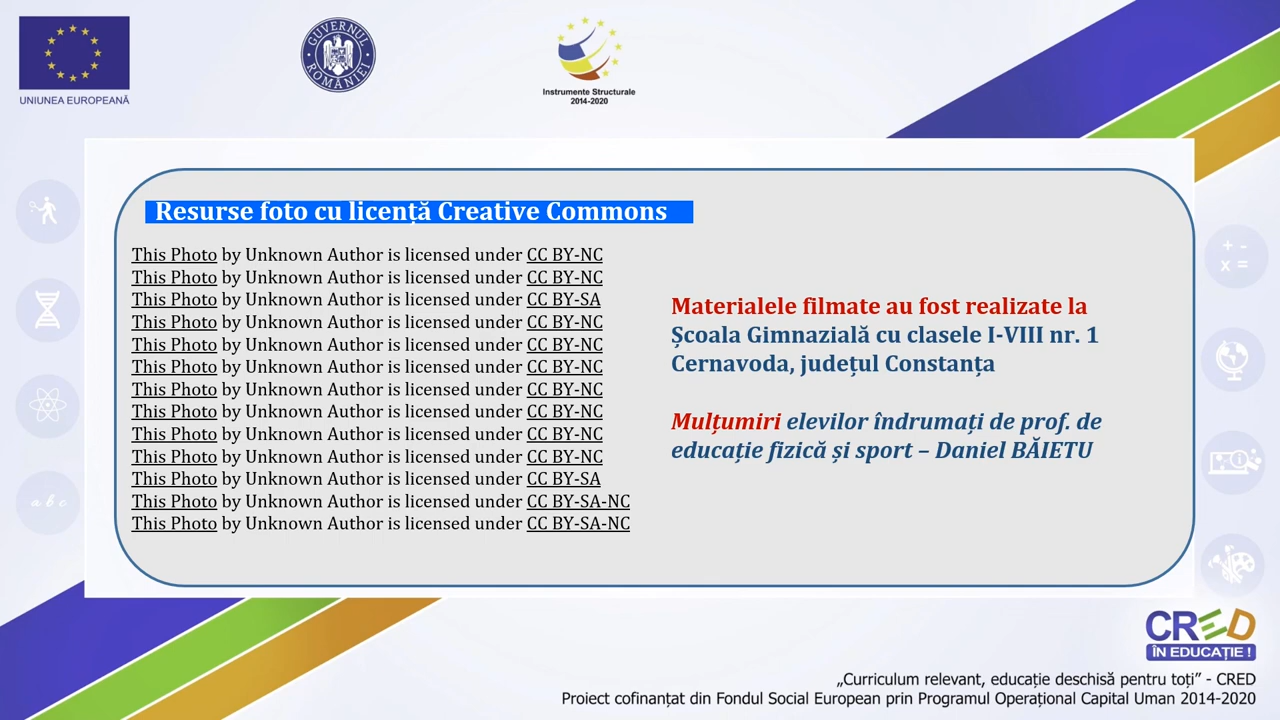 UNIUNEA EUROPEANĂ
GUVERNUL ROMÂNIEI
Instrumente Structurale
2014-2020
Resurse foto cu licență Creative Commons
This Photo by Unknown Author is licensed under CC BY-NC
This Photo by Unknown Author is licensed under CC BY-NC
This Photo by Unknown Author is licensed under CC BY-SA
This Photo by Unknown Author is licensed under CC BY-NC
This Photo by Unknown Author is licensed under CC BY-NC
This Photo by Unknown Author is licensed under CC BY-NC
This Photo by Unknown Author is licensed under CC BY-NC
This Photo by Unknown Author is licensed under CC BY-NC
This Photo by Unknown Author is licensed under CC BY-NC
This Photo by Unknown Author is licensed under CC BY-NC
This Photo by Unknown Author is licensed under CC BY-SA
This Photo by Unknown Author is licensed under CC BY-SA-NC
This Photo by Unknown Author is licensed under CC BY-SA-NC
Materialele filmate au fost realizate la
Școala Gimnazială cu clasele I-VIII nr. 1
Cernavoda, județul Constanța
Mulțumiri elevilor îndrumați de prof. de
educație fizică și sport – Daniel BĂIETU
+ -
x =
a b c
CRED
ÎN EDUCAȚIE !
„Curriculum relevant, educație deschisă pentru toți” - CRED
Proiect cofinanțat din Fondul Social European prin Programul Operațional Capital Uman 2014-2020